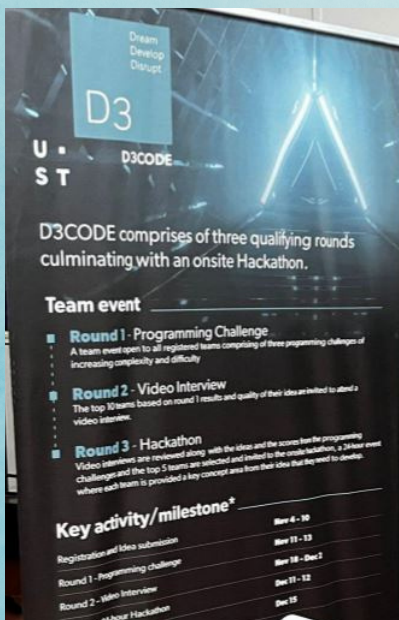 Dream
Develop
Disrupt
D3
U ·
S T
D3CODE
D3CODE comprises of three qualifying rounds
culminating with an onsite Hackathon.
Team event
Round 1 - Programming Challenge
A team event open to all registered teams comprising of three programming challenges of
increasing complexity and difficulty
Round 2 - Video Interview
The top 10 teams based on round 1 results and quality of their idea are invited to attend a
video interview.
Round 3 - Hackathon
Video interviews are reviewed along with the ideas and the scores from the programming
challenges and the top 5 teams are selected and invited to the onsite hackathon, a 24 hour event
where each team is provided a key concept area from their idea that they need to develop.
Key activity/milestone*
Registration and Idea submission Nov 4 - 10
Round 1 - Programming challenge Nov 11 - 13
Round 2 - Video Interview Nov 18 - Dec 2
Dec 11 - 12
hour Hackathon Dec 15